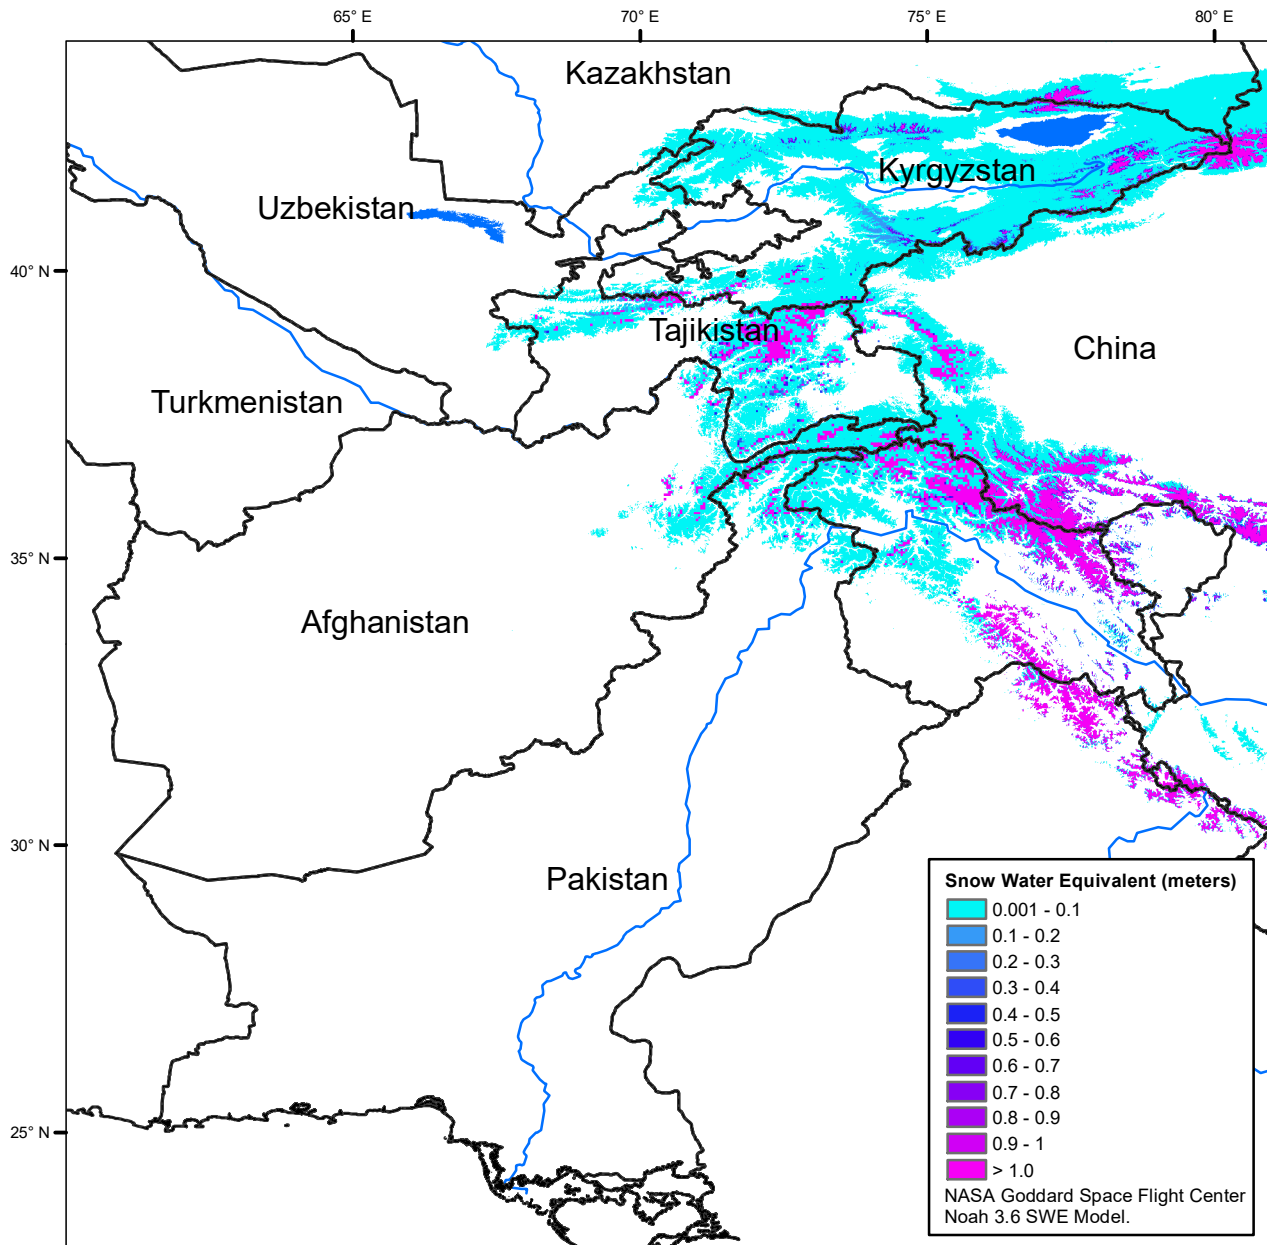 65° E
70° E
75° E
80° E
Kazakhstan
Kyrgyzstan
Uzbekistan
40° N
Tajikistan
China
Turkmenistan
35° N
Afghanistan
30° N
Pakistan
25° N
Snow Water Equivalent (meters)
0.001 - 0.1
0.1 - 0.2
0.2 - 0.3
0.3 - 0.4
0.4 - 0.5
0.5 - 0.6
0.6 - 0.7
0.7 - 0.8
0.8 - 0.9
0.9 - 1
> 1.0
NASA Goddard Space Flight Center
Noah 3.6 SWE Model.